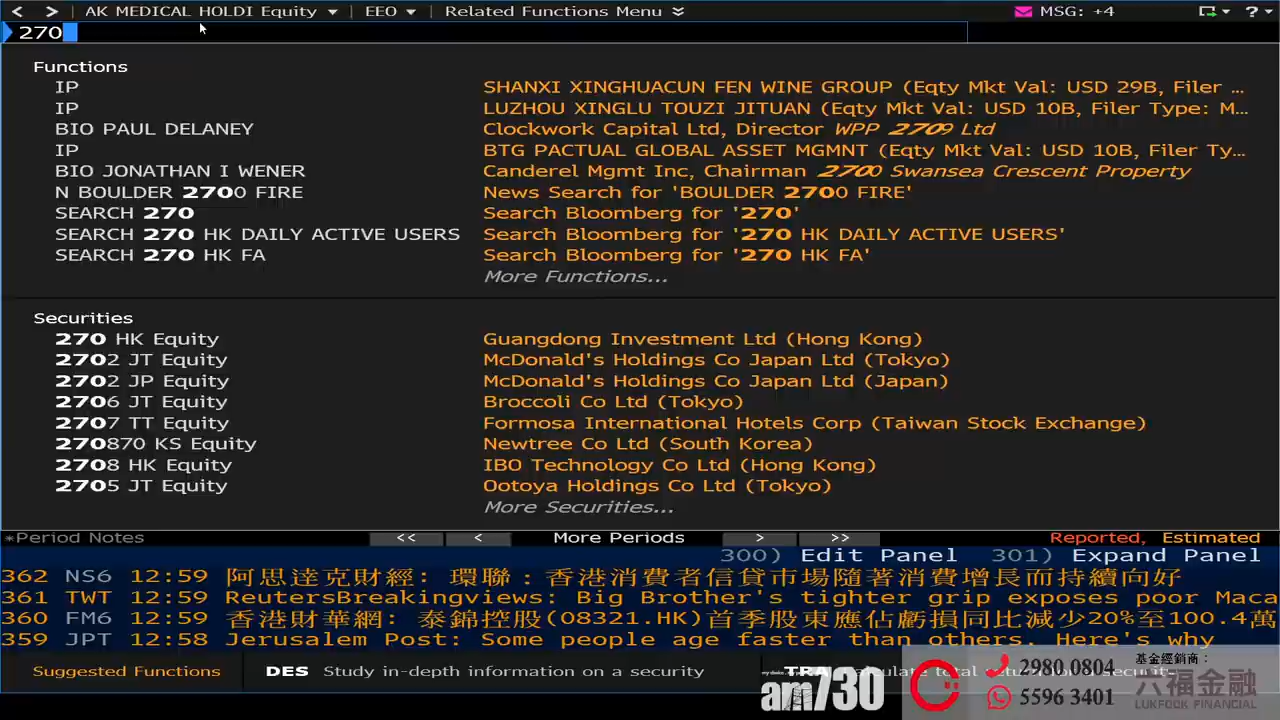 < > AK MEDICAL HOLDI Equity EEO Related Functions Menu MSG: +4 ?
270
Functions
IP SHANXI XINGHUACUN FEN WINE GROUP (Eqty Mkt Val: USD 29B, Filer ...
IP LUZHOU XINGLU TOUZI JITUAN (Eqty Mkt Val: USD 10B, Filer Type: M...
BIO PAUL DELANEY Clockwork Capital Ltd, Director WPP 2709 Ltd
IP BTG PACTUAL GLOBAL ASSET MGMNT (Eqty Mkt Val: USD 10B, Filer Ty...
BIO JONATHAN I WENER Canderel Mgmt Inc, Chairman 2700 Swansea Crescent Property
N BOULDER 2700 FIRE News Search for 'BOULDER 2700 FIRE'
SEARCH 270 Search Bloomberg for '270'
SEARCH 270 HK DAILY ACTIVE USERS Search Bloomberg for '270 HK DAILY ACTIVE USERS'
SEARCH 270 HK FA Search Bloomberg for '270 HK FA'
More Functions...
Securities
270 HK Equity Guangdong Investment Ltd (Hong Kong)
2702 JT Equity McDonald's Holdings Co Japan Ltd (Tokyo)
2702 JP Equity McDonald's Holdings Co Japan Ltd (Japan)
2706 JT Equity Broccoli Co Ltd (Tokyo)
2707 TT Equity Formosa International Hotels Corp (Taiwan Stock Exchange)
270870 KS Equity Newtree Co Ltd (South Korea)
2708 HK Equity IBO Technology Co Ltd (Hong Kong)
2705 JT Equity Ootoya Holdings Co Ltd (Tokyo)
More Securities...
*Period Notes << < More Periods > >> Reported, Estimated
300) Edit Panel 301) Expand Panel
362 NS6 12:59 阿思達克財經: 環聯：香港消費者信貸市場隨著消費增長而持續向好
361 TWT 12:59 ReutersBreakingviews: Big Brother's tighter grip exposes poor Maca
360 FM6 12:59 香港財華網: 泰錦控股(08321.HK)首季股東應佔虧損同比減少20%至100.4萬
359 JPT 12:58 Jerusalem Post: Some people age faster than others. Here's why
Suggested Functions DES Study in-depth information on a security TRA
am730
2980 0804
5596 3401
基金經銷商：
六福金融
LUKFOOK FINANCIAL